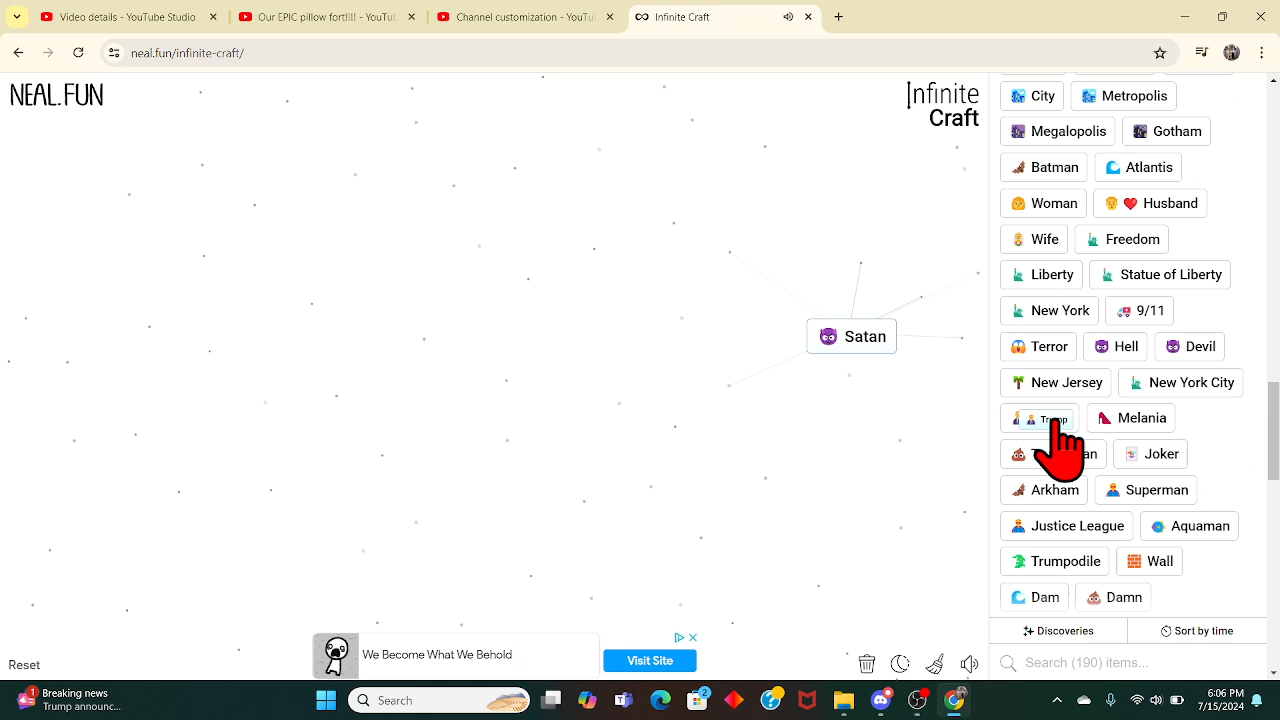 Video details - YouTube Studio
Our EPIC pillow fort!!!! - YouTub
Channel customization - YouTu
Infinite Craft
neal.fun/infinite-craft/
NEAL.FUN
Infinite
Craft
City Metropolis
Megalopolis Gotham
Batman Atlantis
Woman Husband
Wife Freedom
Liberty Statue of Liberty
New York 9/11
Terror Hell Devil
New Jersey New York City
Trump Melania
Joker
Arkham Superman
Justice League Aquaman
Trumpodile Wall
Dam Damn
Satan
Discoveries Sort by time
Search (190) items...
We Become What We Behold
Visit Site
Reset
1 Breaking news
Trump announc...
Search
2
6:06 PM
7/15/2024